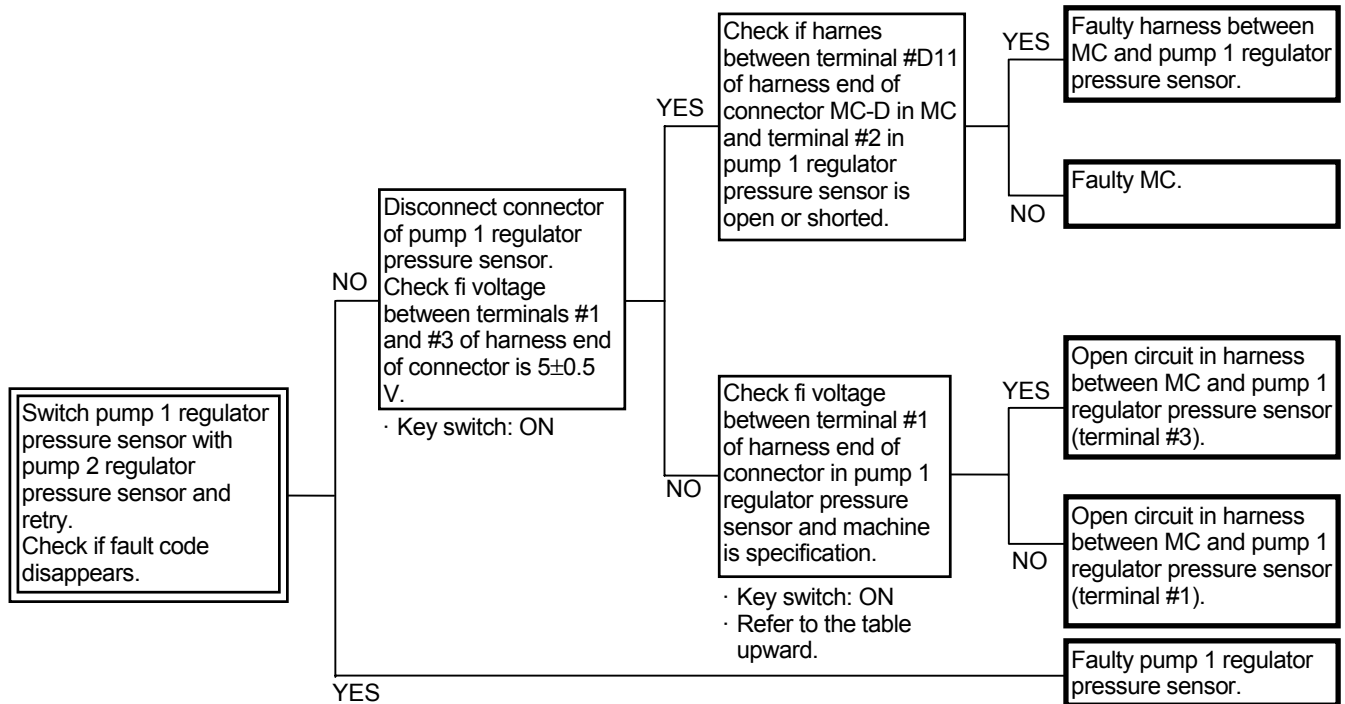 Switch pump 1 regulator
pressure sensor with
pump 2 regulator
pressure sensor and
retry.
Check if fault code
disappears.
NO
YES
Disconnect connector
of pump 1 regulator
pressure sensor.
Check fi voltage
between terminals #1
and #3 of harness end
of connector is 5±0.5
V.
· Key switch: ON
YES
NO
Check if harnes
between terminal #D11
of harness end of
connector MC-D in MC
and terminal #2 in
pump 1 regulator
pressure sensor is
open or shorted.
YES
Faulty harness between
MC and pump 1 regulator
pressure sensor.
NO
Faulty MC.
Check fi voltage
between terminal #1
of harness end of
connector in pump 1
regulator pressure
sensor and machine
is specification.
· Key switch: ON
· Refer to the table
upward.
YES
Open circuit in harness
between MC and pump 1
regulator pressure sensor
(terminal #3).
NO
Open circuit in harness
between MC and pump 1
regulator pressure sensor
(terminal #1).
Faulty pump 1 regulator
pressure sensor.